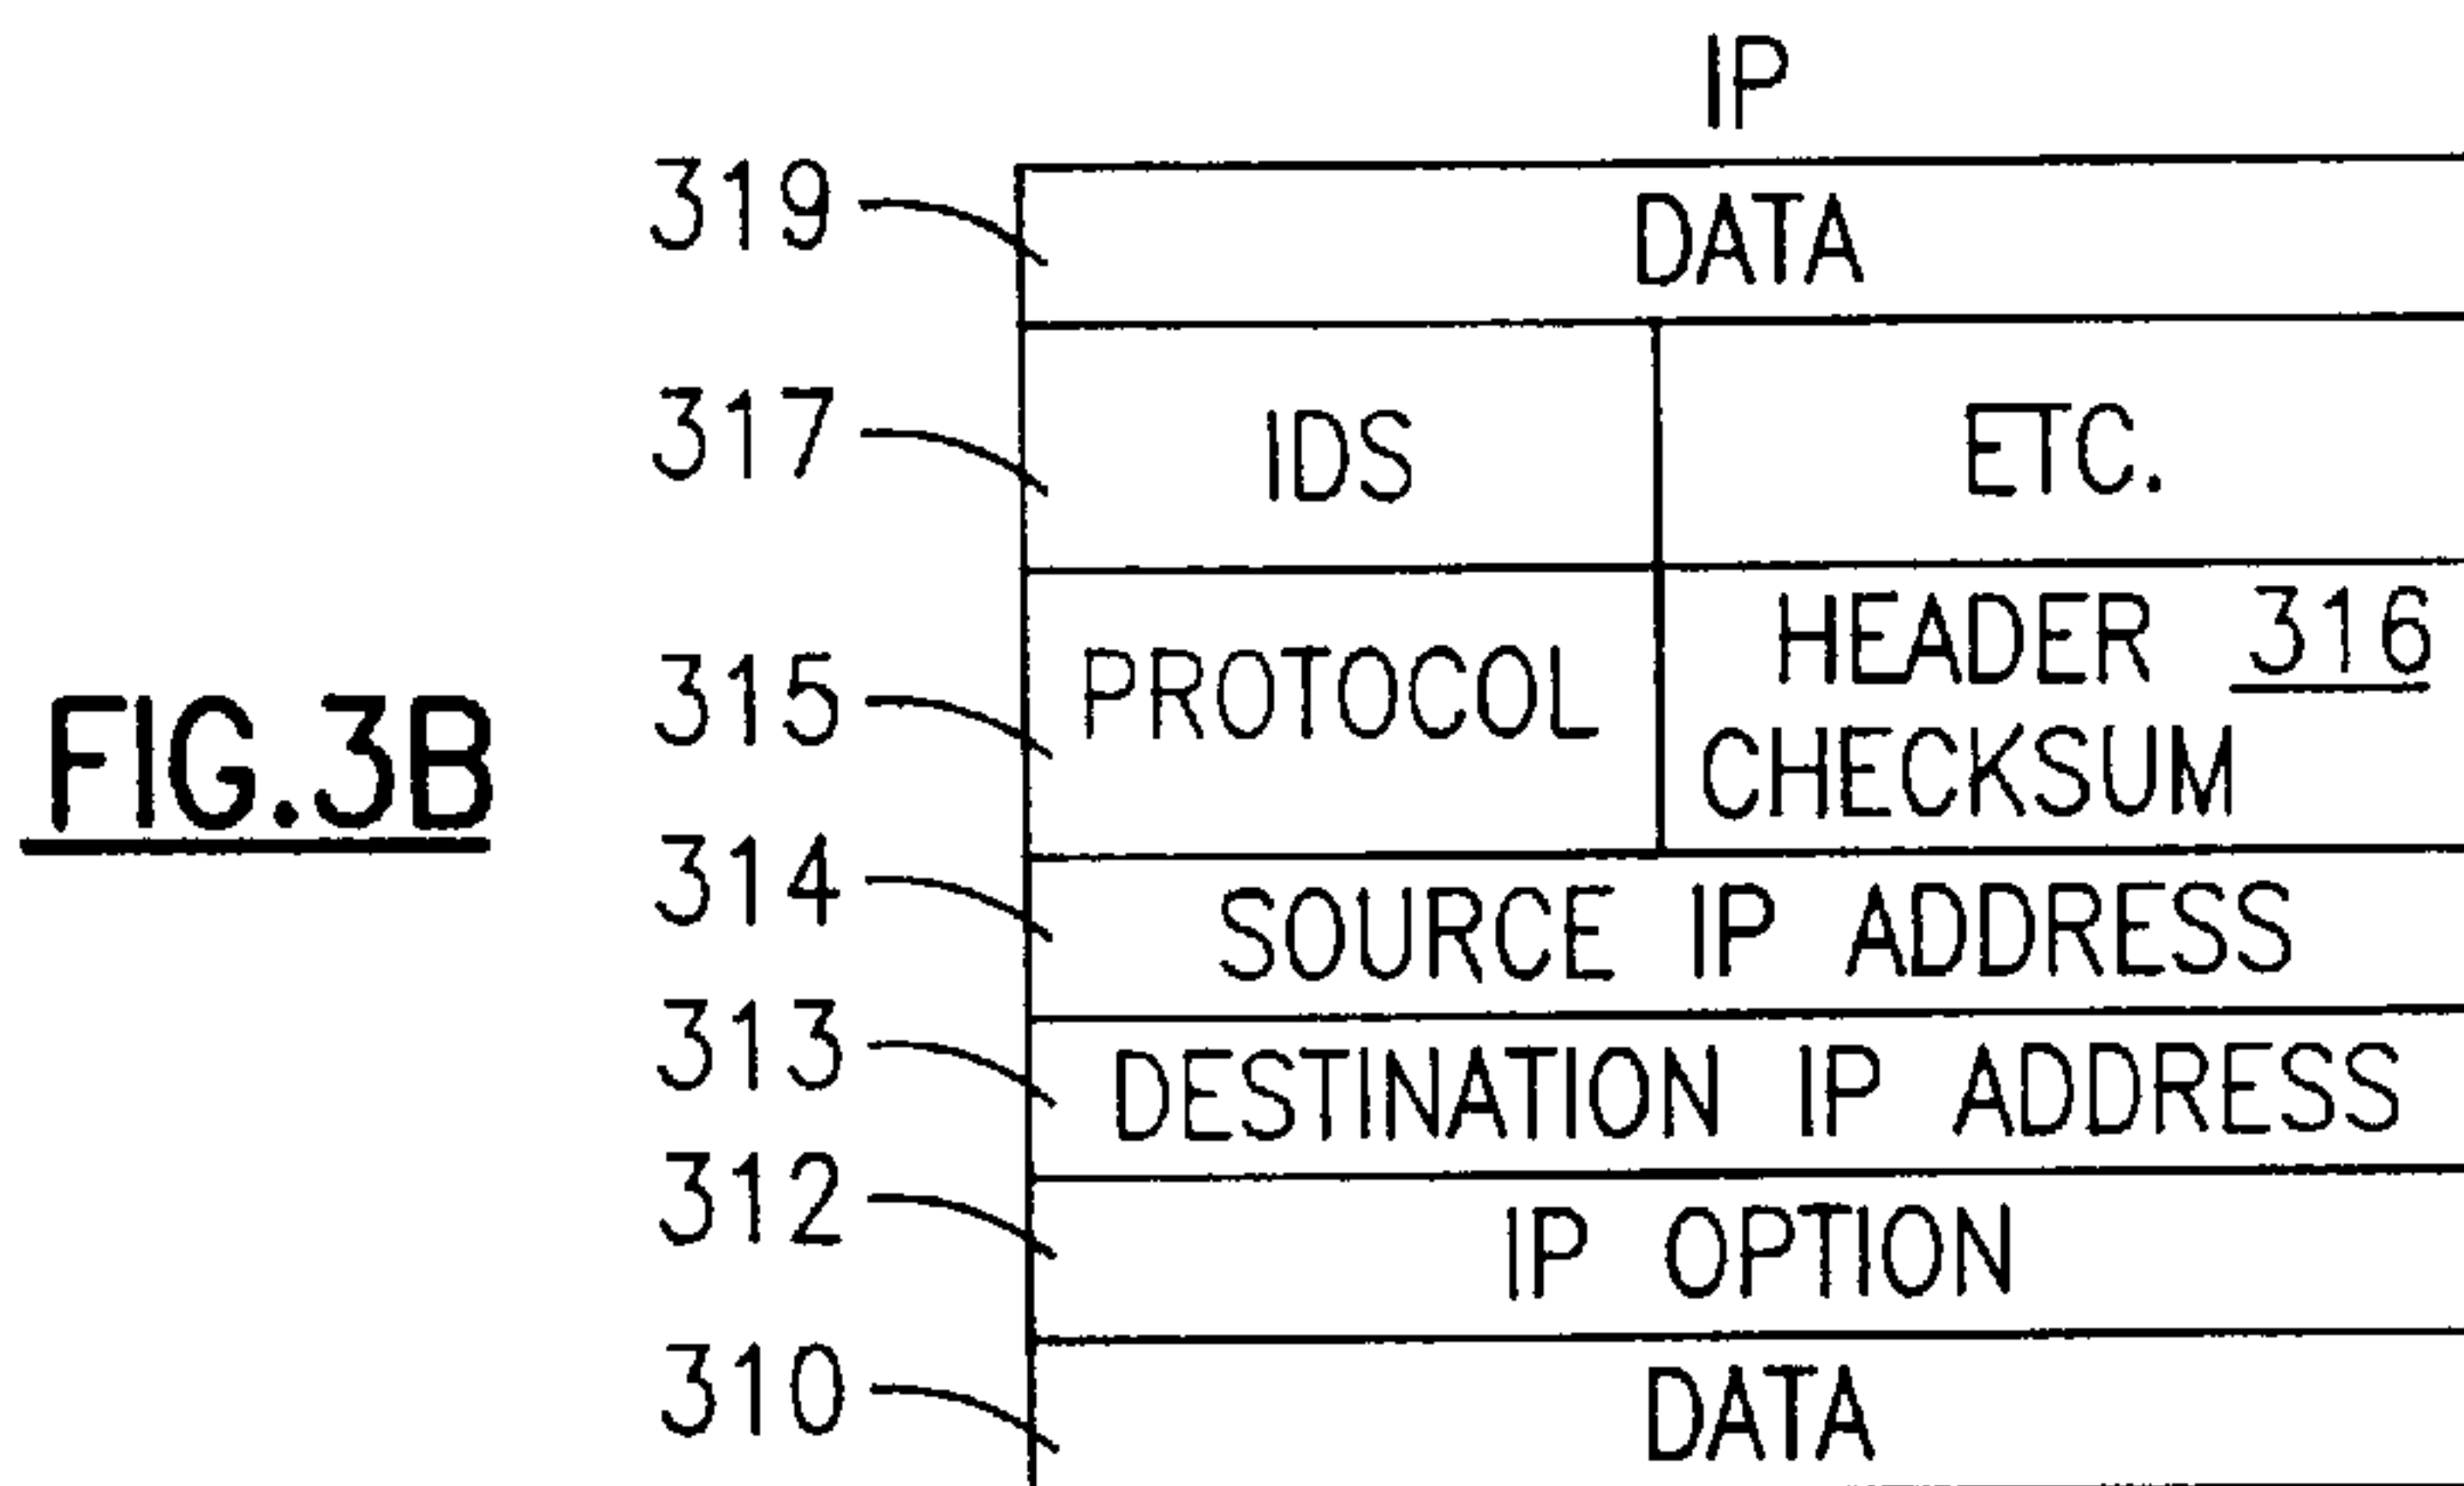 IP
319 DATA
317 IDS ETC.
315 PROTOCOL HEADER 316
CHECKSUM
FIG.3B
314 SOURCE IP ADDRESS
313 DESTINATION IP ADDRESS
312 IP OPTION
310 DATA